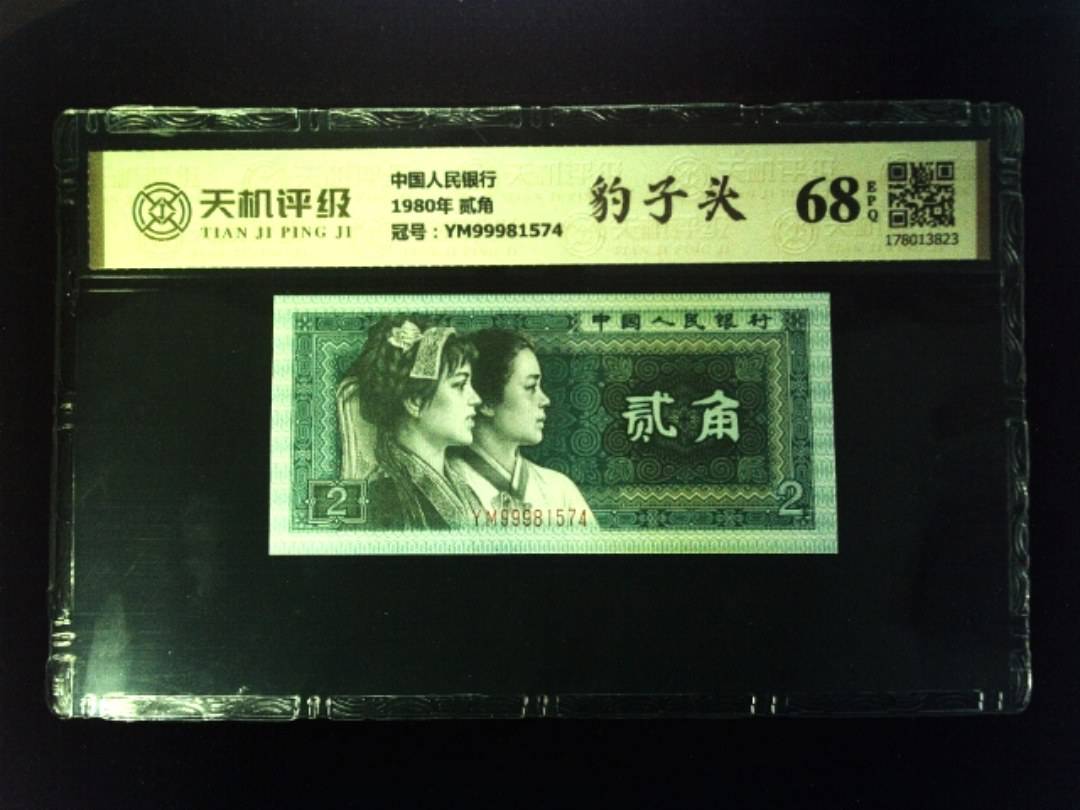 天机评级
TIAN JI PING JI
中国人民银行
1980年 贰角
冠号：YM99981574
豹子头
68
EPQ
178013823
中国人民银行
贰角
2
2
YM99981574